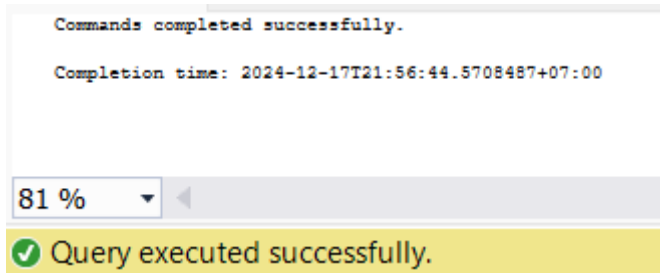 Commands completed successfully.
Completion time: 2024-12-17T21:56:44.5708487+07:00
81 %
Query executed successfully.